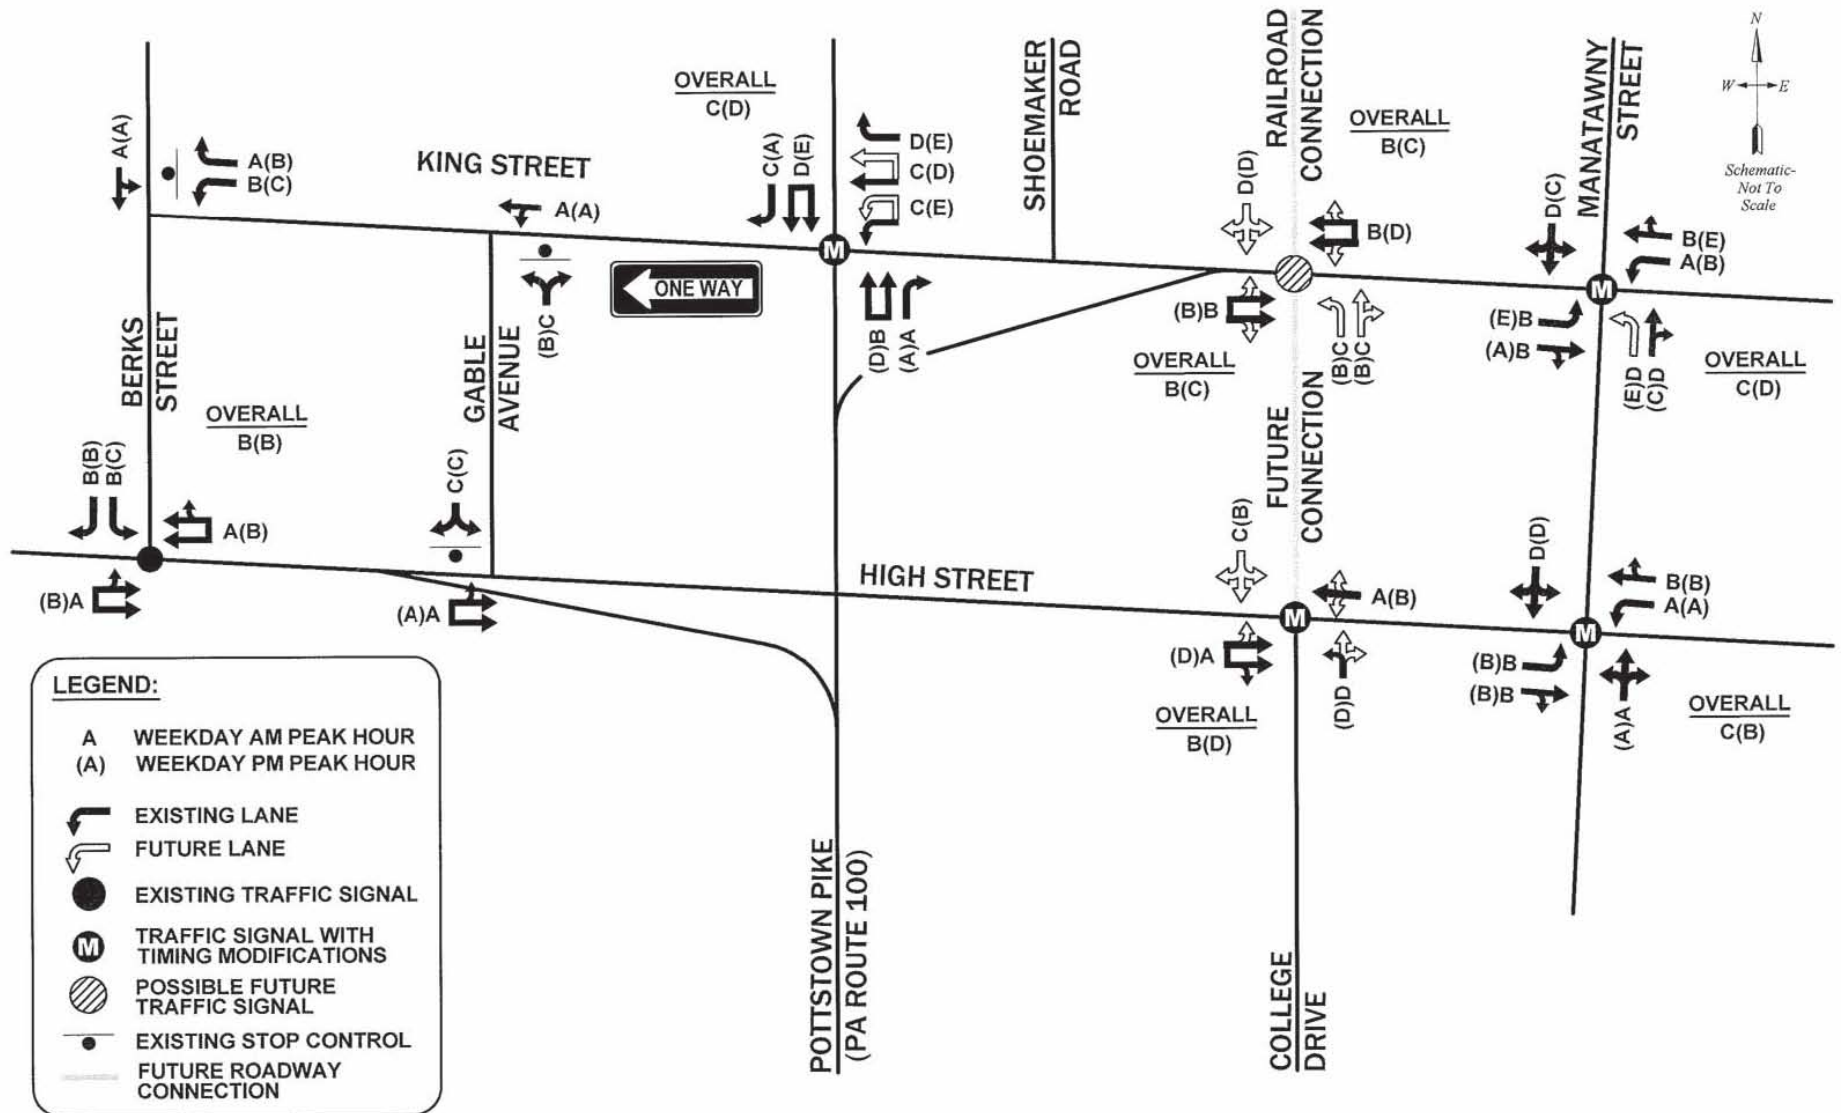 N
W
E
Schematic-
Not To
Scale
OVERALL
C(D)
SHOEMAKER
ROAD
RAILROAD
CONNECTION
OVERALL
B(C)
MANATAWNY
STREET
A(A)
A(B)
B(C)
KING STREET
A(A)
C(A)
D(E)
D(E)
C(D)
C(E)
M
D(D)
B(D)
D(C)
B(E)
A(B)
M
(B)C
ONE WAY
(D)B
(A)A
(B)B
(B)C
(B)C
(E)B
(A)B
(E)D
(C)D
OVERALL
B(C)
OVERALL
C(D)
BERKS
STREET
GABLE
AVENUE
OVERALL
B(B)
B(B)
B(C)
A(B)
(B)A
C(C)
(A)A
FUTURE
CONNECTION
HIGH STREET
C(B)
A(B)
M
(D)A
(D)D
OVERALL
B(D)
D(D)
B(B)
A(A)
M
(B)B
(B)B
(A)A
OVERALL
C(B)
POTTSTOWN PIKE
(PA ROUTE 100)
COLLEGE
DRIVE
LEGEND:
A WEEKDAY AM PEAK HOUR
(A) WEEKDAY PM PEAK HOUR
EXISTING LANE
FUTURE LANE
EXISTING TRAFFIC SIGNAL
M TRAFFIC SIGNAL WITH
TIMING MODIFICATIONS
POSSIBLE FUTURE
TRAFFIC SIGNAL
EXISTING STOP CONTROL
FUTURE ROADWAY
CONNECTION